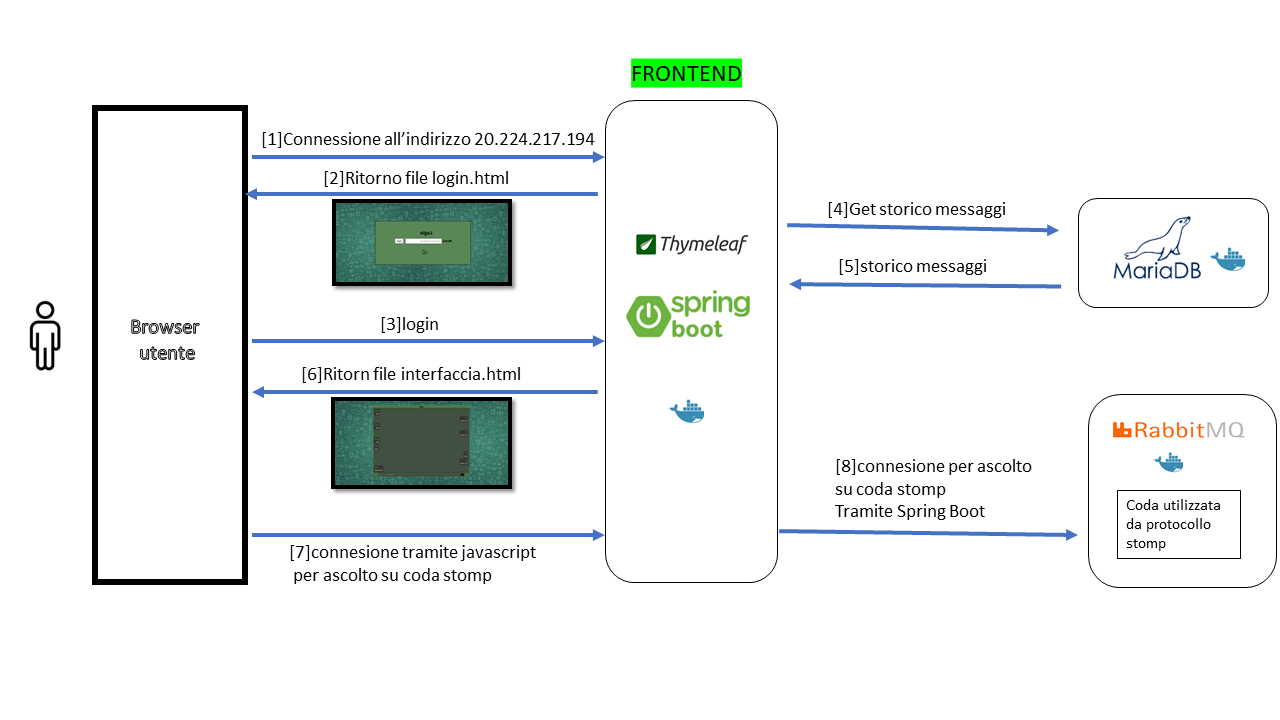 FRONTEND
[1]Connessione all’indirizzo 20.224.217.194
[2]Ritorno file login.html
[4]Get storico messaggi
Thymeleaf
MariaDB
[5]storico messaggi
spring
boot
Browser
utente
[3]login
[6]Ritorn file interfaccia.html
RabbitMQ
[8]connesione per ascolto
su coda stomp
Tramite Spring Boot
Coda utilizzata
da protocollo
stomp
[7]connesione tramite javascript
per ascolto su coda stomp